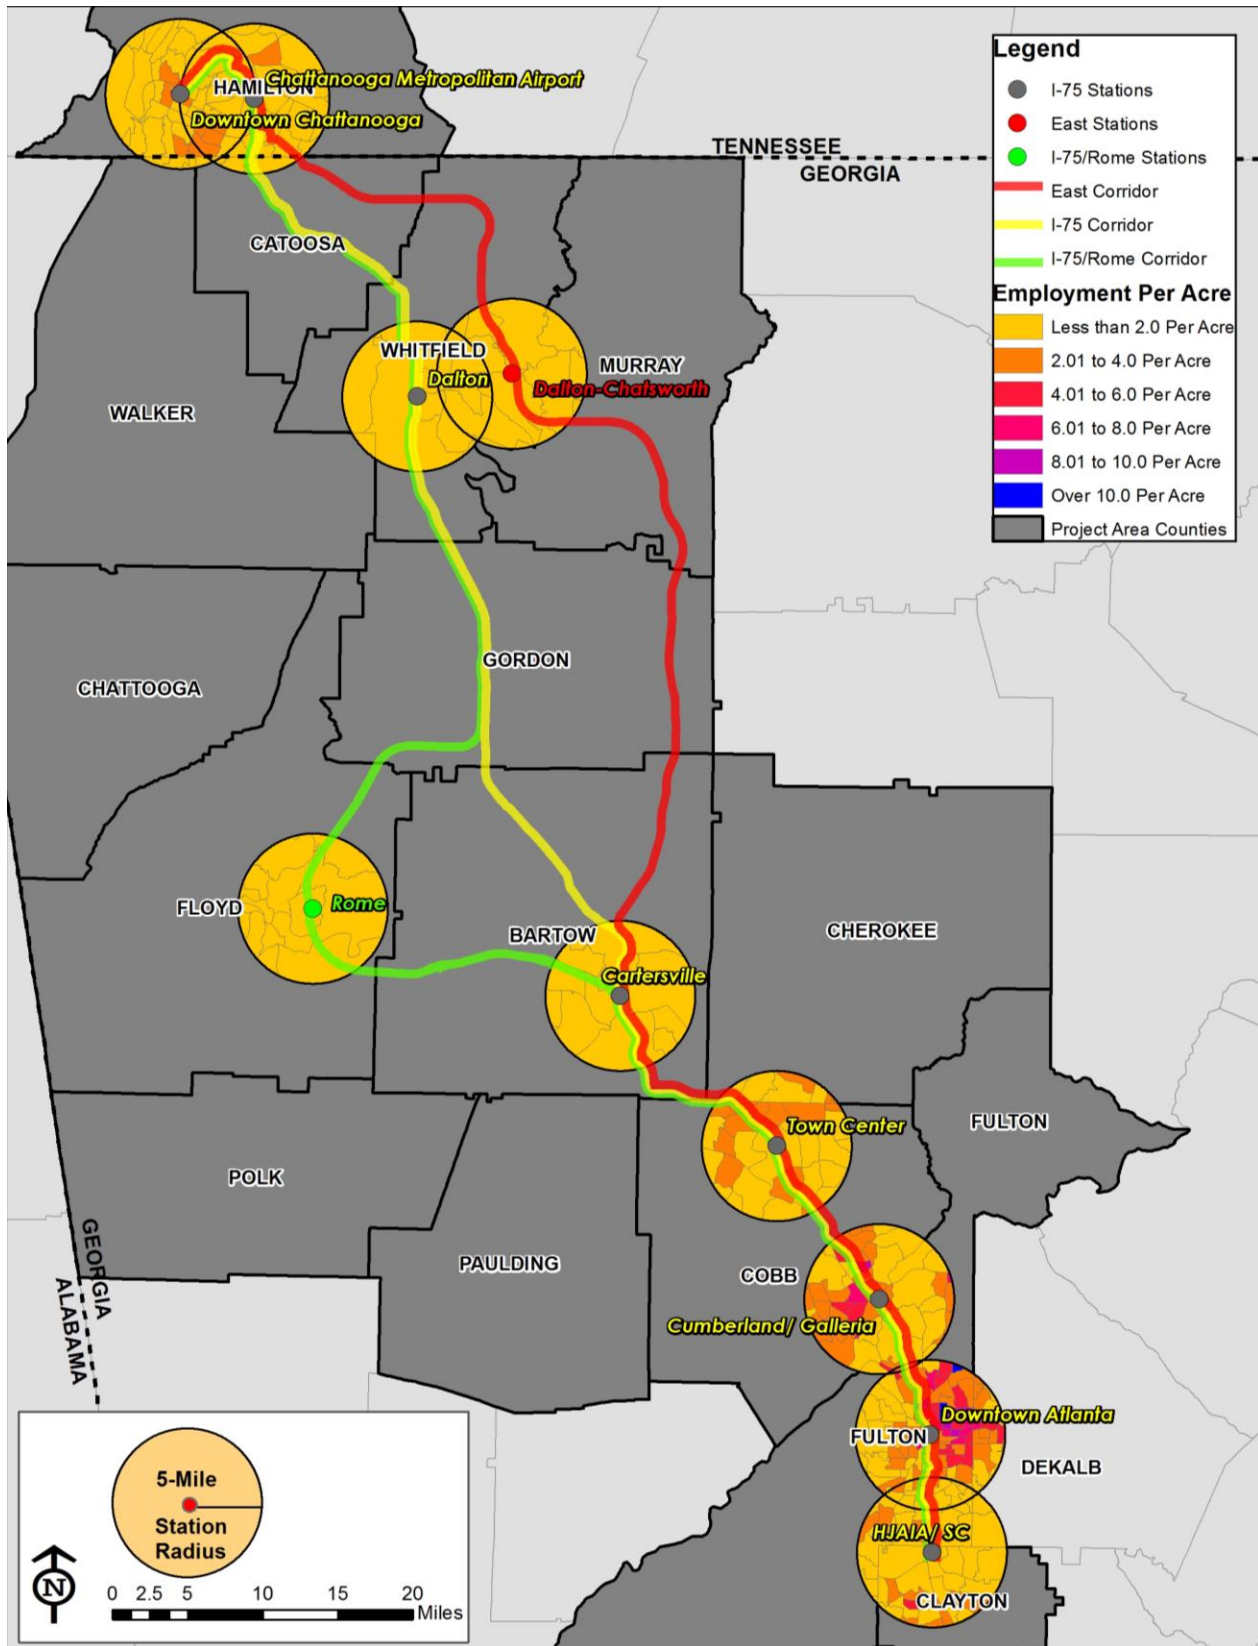 Legend
I-75 Stations
East Stations
I-75/Rome Stations
East Corridor
I-75 Corridor
I-75/Rome Corridor
Employment Per Acre
Less than 2.0 Per Acre
2.01 to 4.0 Per Acre
4.01 to 6.0 Per Acre
6.01 to 8.0 Per Acre
8.01 to 10.0 Per Acre
Over 10.0 Per Acre
Project Area Counties
Chattanooga Metropolitan Airport
HAMILTON
Downtown Chattanooga
TENNESSEE
GEORGIA
CATOOSA
WHITFIELD
Dalton
MURRAY
Dalton-Chatsworth
WALKER
GORDON
CHATTOOGA
FLOYD
Rome
BARTOW
CHEROKEE
Cartersville
Town Center
FULTON
POLK
PAULDING
GEORGIA
ALABAMA
COBB
Cumberland/ Galleria
Downtown Atlanta
FULTON
DEKALB
HJAIA/ SC
CLAYTON
5-Mile
Station
Radius
N
0 2.5 5 10 15 20
Miles